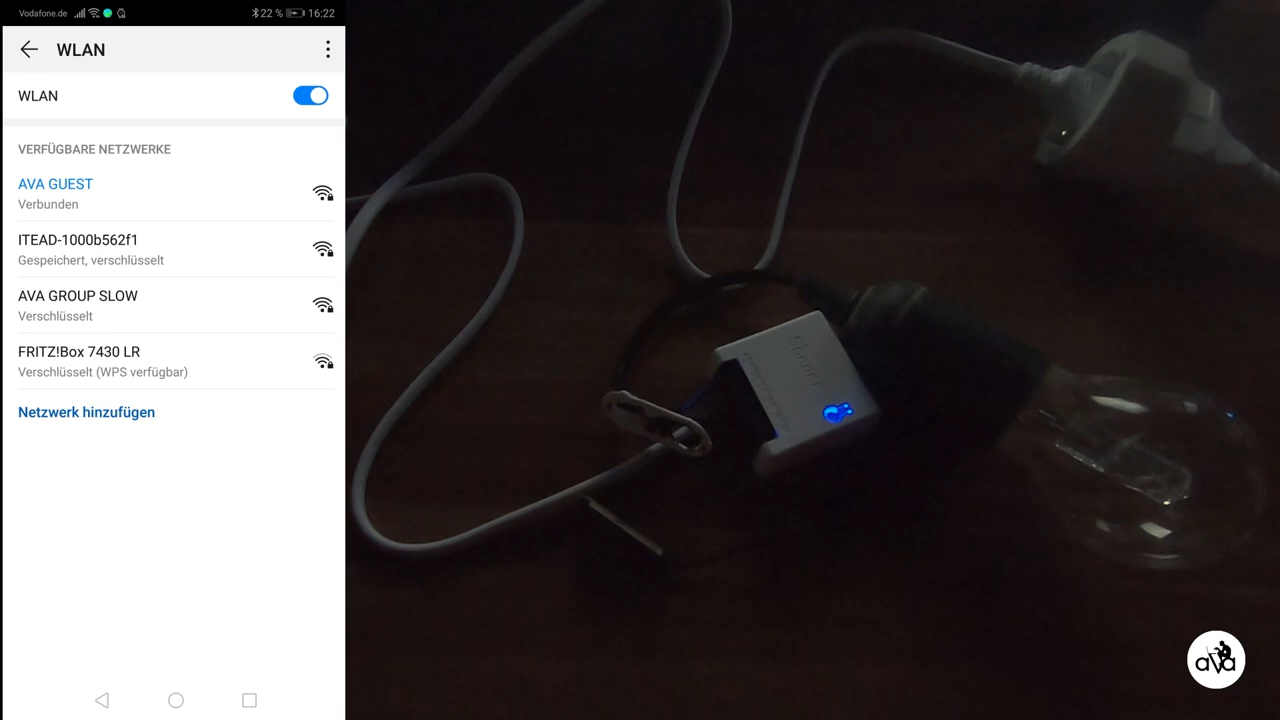 Vodafone.de
22 %
16:22
WLAN
WLAN
VERFÜGBARE NETZWERKE
AVA GUEST
Verbunden
ITEAD-1000b562f1
Gespeichert, verschlüsselt
AVA GROUP SLOW
Verschlüsselt
FRITZ!Box 7430 LR
Verschlüsselt (WPS verfügbar)
Netzwerk hinzufügen
ava